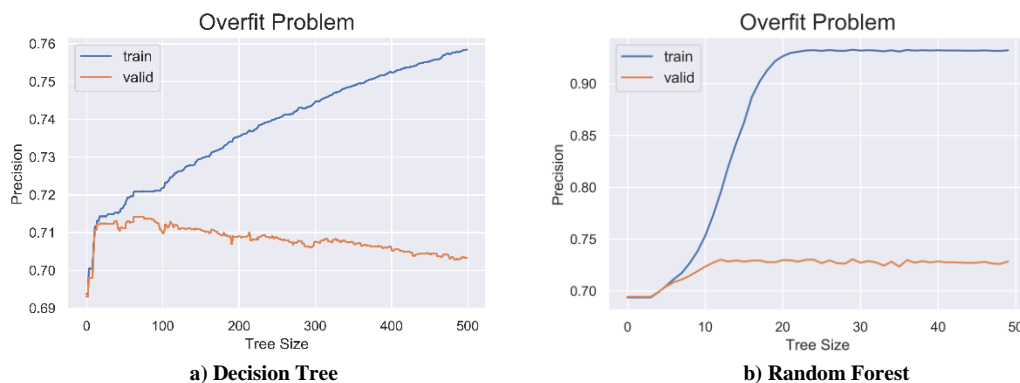 Overfit Problem
train
valid
Precision
0.76
0.75
0.74
0.73
0.72
0.71
0.70
0.69
0 100 200 300 400 500
Tree Size
a) Decision Tree
Overfit Problem
train
valid
Precision
0.90
0.85
0.80
0.75
0.70
0 10 20 30 40 50
Tree Size
b) Random Forest